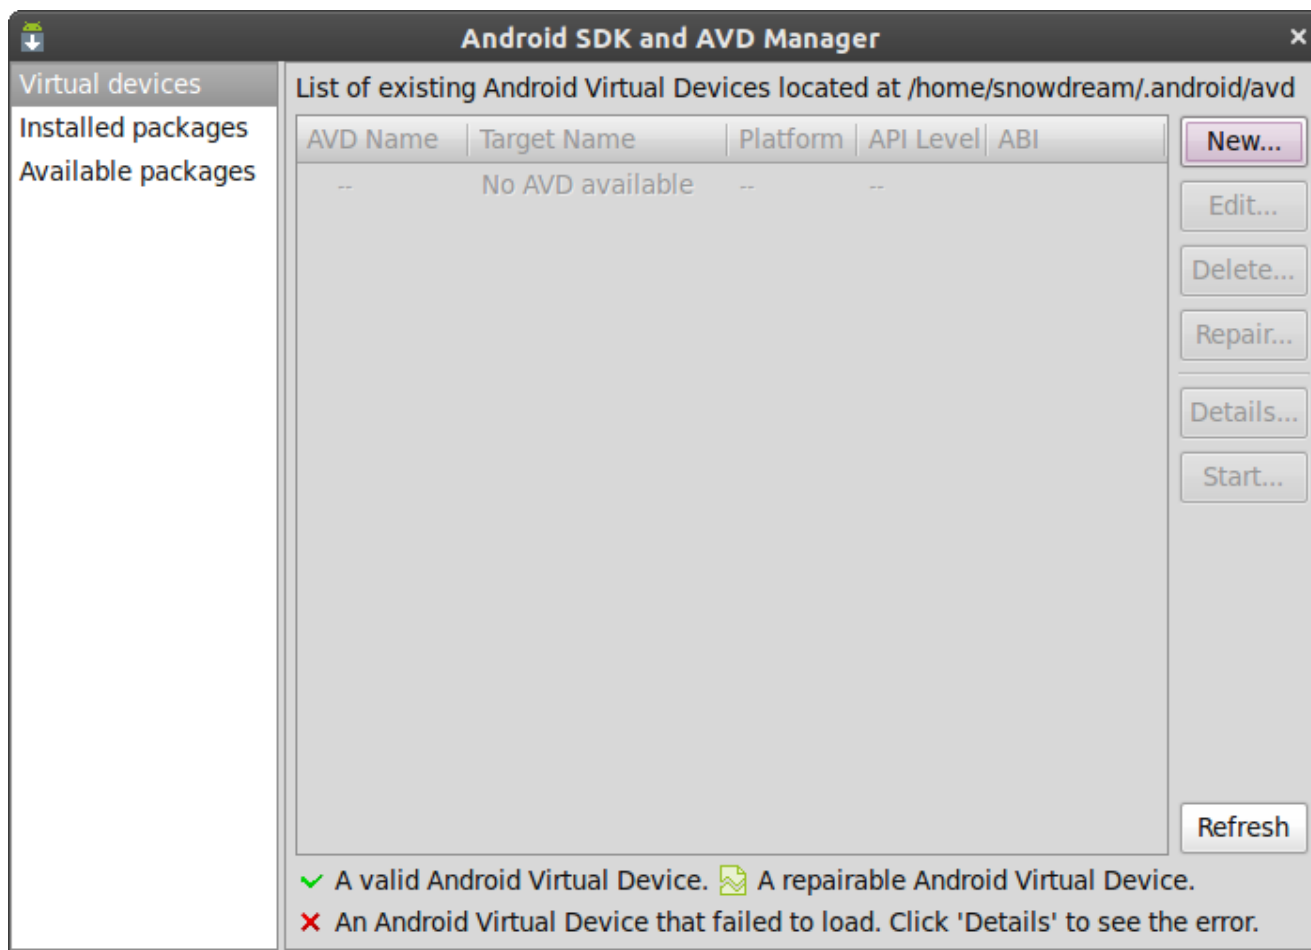 Android SDK and AVD Manager
Virtual devices
Installed packages
Available packages
List of existing Android Virtual Devices located at /home/snowdream/.android/avd
AVD Name Target Name Platform API Level ABI
-- No AVD available -- --
New...
Edit...
Delete...
Repair...
Details...
Start...
Refresh
A valid Android Virtual Device. A repairable Android Virtual Device.
An Android Virtual Device that failed to load. Click 'Details' to see the error.